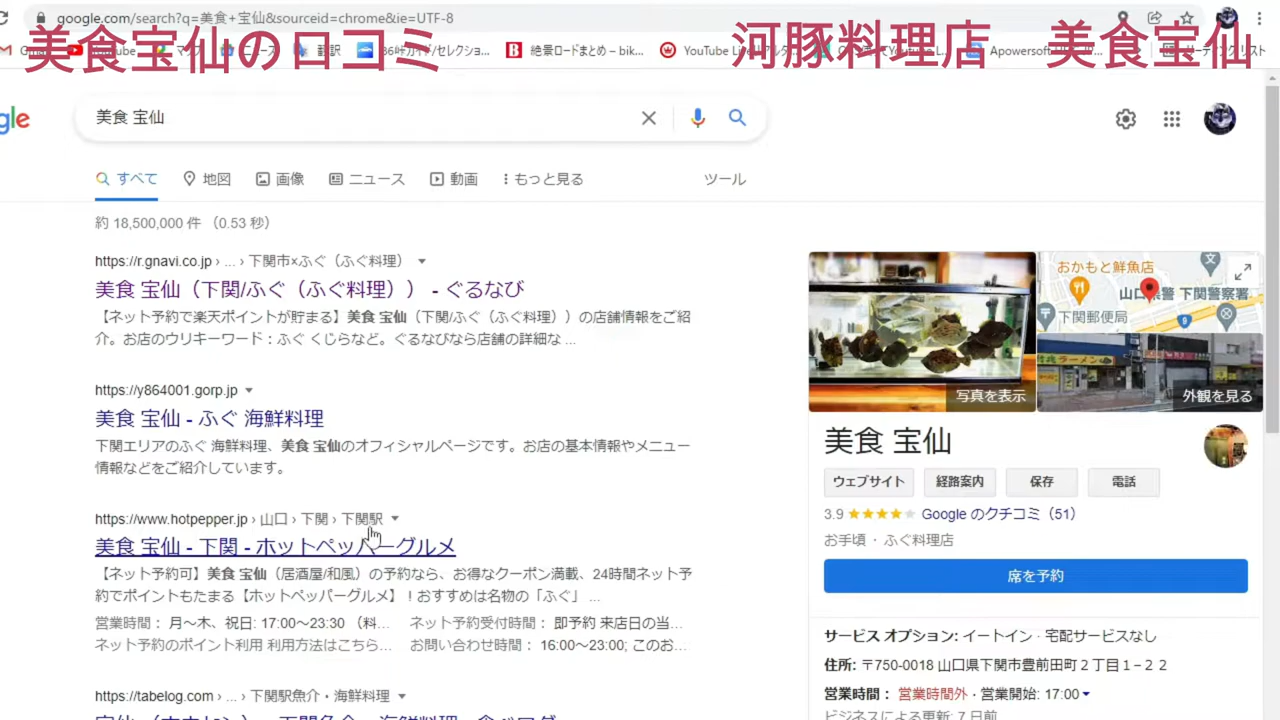 google.com/search?q=美食+宝仙&sourceid=chrome&ie=UTF-8
美食宝仙の口コミ
河豚料理店 美食宝仙
絶景ロードまとめ – bik...
YouTube
Apowersoft
美食 宝仙
すべて 地図 画像 ニュース 動画 もっと見る ツール
約 18,500,000 件 （0.53 秒）
https://r.gnavi.co.jp › ... › 下関市×ふぐ（ふぐ料理）
美食 宝仙（下関/ふぐ（ふぐ料理）） - ぐるなび
【ネット予約で楽天ポイントが貯まる】美食 宝仙（下関/ふぐ（ふぐ料理））の店舗情報をご紹
介。お店のウリキーワード：ふぐ くじらなど。ぐるなびなら店舗の詳細な ...
https://y864001.gorp.jp
美食 宝仙 - ふぐ 海鮮料理
下関エリアのふぐ 海鮮料理、美食 宝仙のオフィシャルページです。お店の基本情報やメニュー
情報などをご紹介しています。
https://www.hotpepper.jp › 山口 › 下関 › 下関駅
美食 宝仙 - 下関 - ホットペッパーグルメ
【ネット予約可】美食 宝仙（居酒屋/和風）の予約なら、お得なクーポン満載、24時間ネット予
約でポイントもたまる【ホットペッパーグルメ】！おすすめは名物の「ふぐ」 ...
営業時間： 月～木、祝日: 17:00～23:30 （料... ネット予約受付時間： 即予約 来店日の当...
ネット予約のポイント利用 利用方法はこちら... お問い合わせ時間： 16:00～23:00; このお...
https://tabelog.com › ... › 下関駅魚介・海鮮料理
おかもと鮮魚店
山口県警 下関警察署
下関郵便局
9
写真を表示
外観を見る
美食 宝仙
ウェブサイト 経路案内 保存 電話
3.9 Google のクチコミ（51）
お手頃 · ふぐ料理店
席を予約
サービス オプション: イートイン · 宅配サービスなし
住所: 〒750-0018 山口県下関市豊前田町２丁目１−２２
営業時間： 営業時間外 · 営業開始: 17:00
ビジネスによる更新: 7 日前